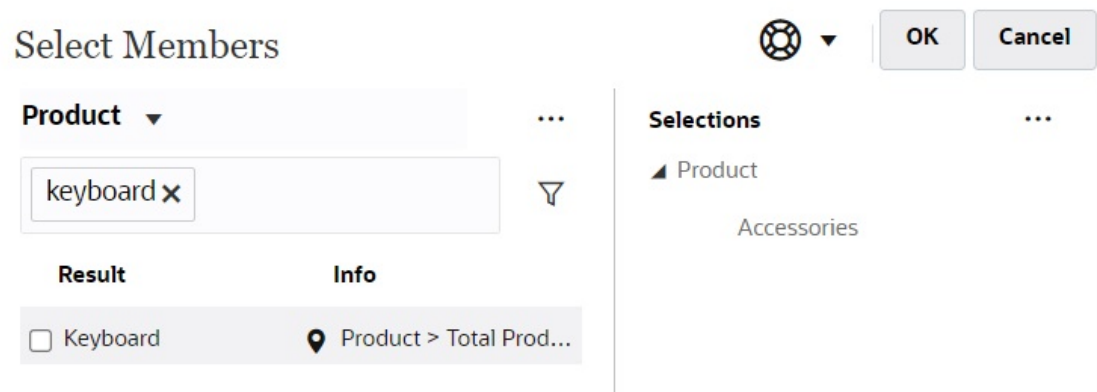 Select Members
OK
Cancel
Product
...
keyboard
Result Info
Keyboard Product > Total Prod...
Selections
...
Product
Accessories